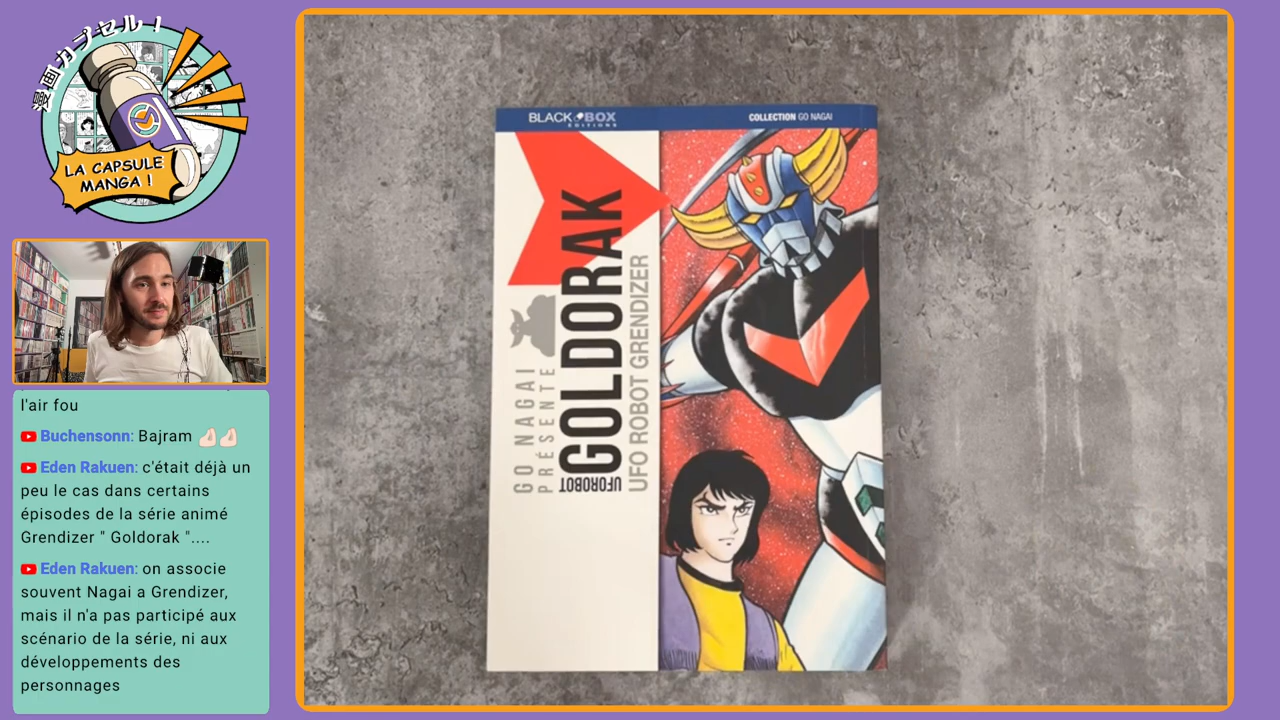 漫画カプセル！
LA CAPSULE
MANGA !
l'air fou
Buchensonn: Bajram
Eden Rakuen: c'était déjà un
peu le cas dans certains
épisodes de la série animé
Grendizer " Goldorak "....
Eden Rakuen: on associe
souvent Nagai a Grendizer,
mais il n'a pas participé aux
scénario de la série, ni aux
développements des
personnages
BLACK BOX
EDITIONS
COLLECTION GO NAGAI
GO NAGAI
PRÉSENTE
UFOROBOT
GOLDORAK
UFO ROBOT GRENDIZER